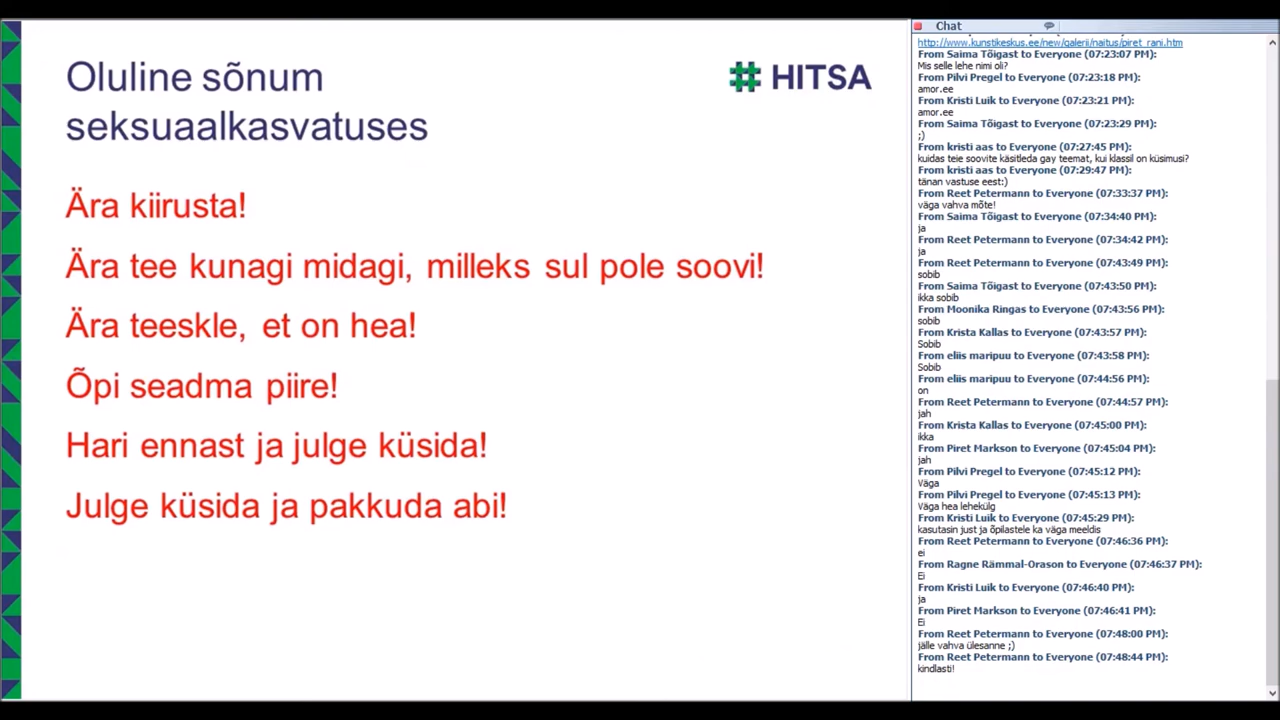 Oluline sõnum
seksuaalkasvatuses
HITSA
Ära kiirusta!
Ära tee kunagi midagi, milleks sul pole soovi!
Ära teeskle, et on hea!
Õpi seadma piire!
Hari ennast ja julge küsida!
Julge küsida ja pakkuda abi!
Chat
http://www.kunstikeskus.ee/new/galerii/naitus/piret_rani.htm
From Saima Tõigast to Everyone (07:23:07 PM):
Mis selle lehe nimi oli?
From Pilvi Pregel to Everyone (07:23:18 PM):
amor.ee
From Kristi Luik to Everyone (07:23:21 PM):
amor.ee
From Saima Tõigast to Everyone (07:23:29 PM):
;)
From kristi aas to Everyone (07:27:45 PM):
kuidas teie soovite käsitleda gay teemat, kui klassil on küsimusi?
From kristi aas to Everyone (07:29:47 PM):
tänan vastuse eest:)
From Reet Petermann to Everyone (07:33:37 PM):
väga vahva mõte!
From Saima Tõigast to Everyone (07:34:40 PM):
ja
From Reet Petermann to Everyone (07:34:42 PM):
ja
From Reet Petermann to Everyone (07:43:49 PM):
sobib
From Saima Tõigast to Everyone (07:43:50 PM):
ikka sobib
From Moonika Ringas to Everyone (07:43:56 PM):
sobib
From Krista Kallas to Everyone (07:43:57 PM):
Sobib
From eliis maripuu to Everyone (07:43:58 PM):
Sobib
From eliis maripuu to Everyone (07:44:56 PM):
on
From Reet Petermann to Everyone (07:44:57 PM):
jah
From Krista Kallas to Everyone (07:45:00 PM):
ikka
From Piret Markson to Everyone (07:45:04 PM):
jah
From Pilvi Pregel to Everyone (07:45:12 PM):
Väga
From Pilvi Pregel to Everyone (07:45:13 PM):
Väga hea lehekülg
From Kristi Luik to Everyone (07:45:29 PM):
kasutasin just ja õpilastele ka väga meeldis
From Reet Petermann to Everyone (07:46:36 PM):
ei
From Ragne Rämmal-Orason to Everyone (07:46:37 PM):
Ei
From Kristi Luik to Everyone (07:46:40 PM):
ja
From Piret Markson to Everyone (07:46:41 PM):
Ei
From Reet Petermann to Everyone (07:48:00 PM):
jälle vahva ülesanne ;)
From Reet Petermann to Everyone (07:48:44 PM):
kindlasti!